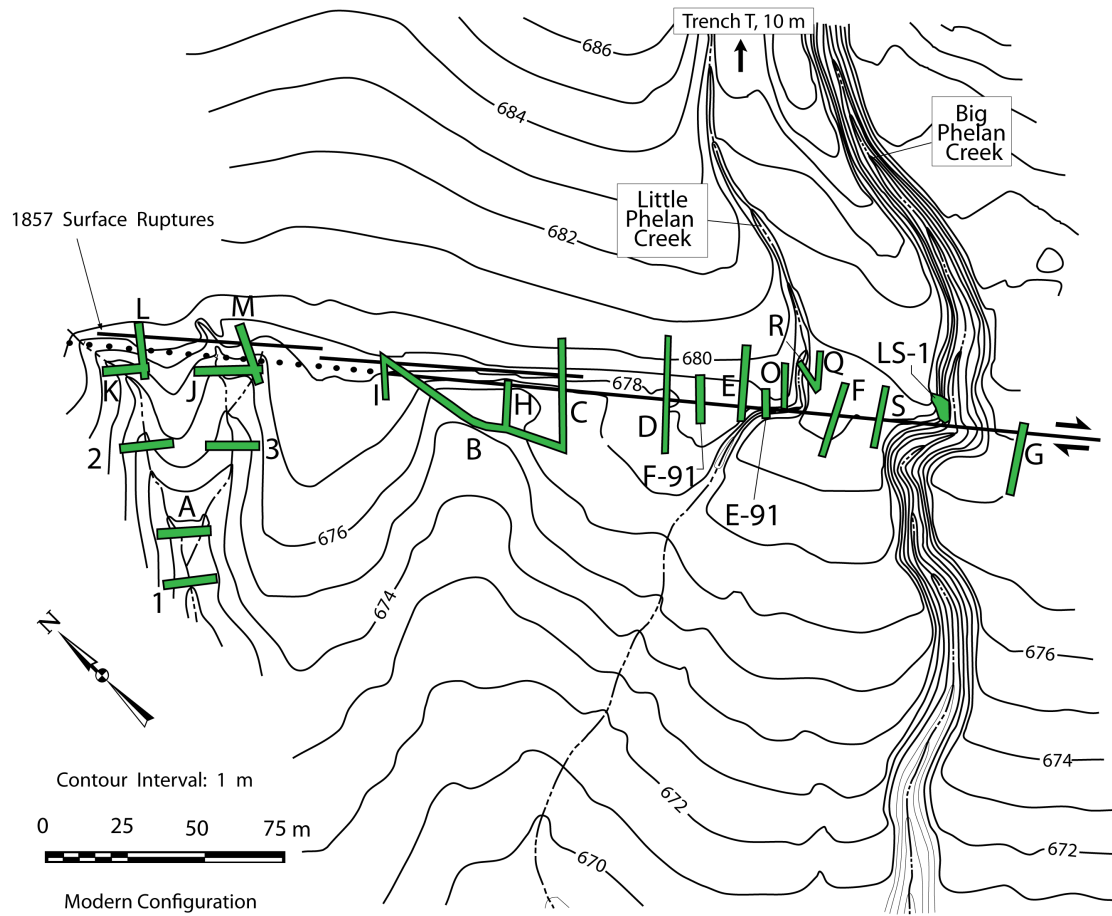 Trench T, 10 m
686
Big
Phelan
Creek
684
Little
Phelan
Creek
1857 Surface Ruptures
682
L
M
R
Q
LS-1
680
O
678
E
F
S
K
J
I
H
C
D
G
B
2
3
F-91
E-91
A
676
1
674
N
676
674
672
672
670
Contour Interval: 1 m
0 25 50 75 m
Modern Configuration